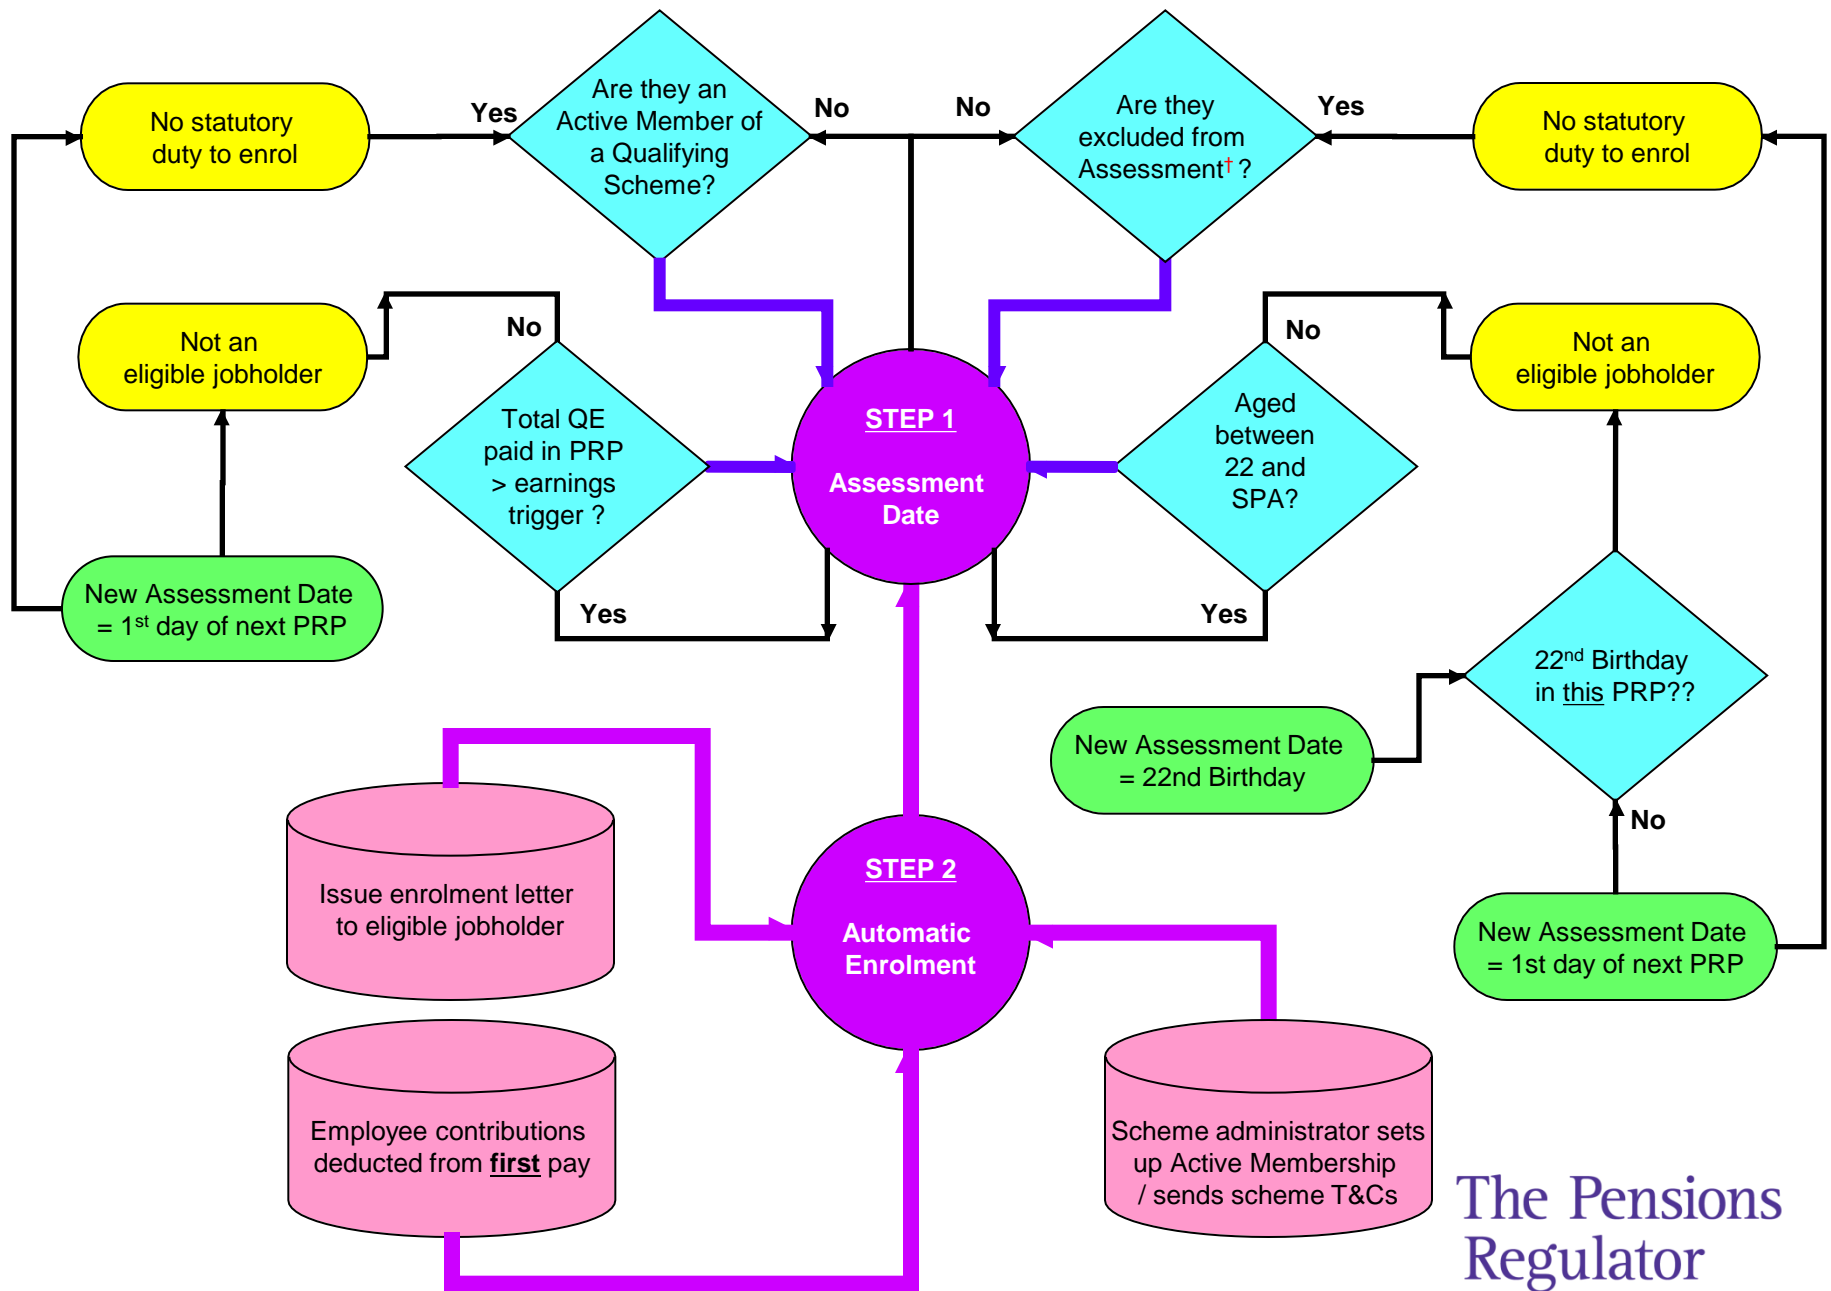 No statutory
duty to enrol
Yes
Are they an
Active Member of
a Qualifying
Scheme?
No
No
Are they
excluded from
Assessment† ?
Yes
No statutory
duty to enrol
Not an
eligible jobholder
No
Total QE
paid in PRP
> earnings
trigger ?
Yes
STEP 1
Assessment
Date
No
Aged
between
22 and
SPA?
Yes
Not an
eligible jobholder
New Assessment Date
= 1st day of next PRP
22nd Birthday
in this PRP??
New Assessment Date
= 22nd Birthday
No
New Assessment Date
= 1st day of next PRP
Issue enrolment letter
to eligible jobholder
STEP 2
Automatic
Enrolment
Employee contributions
deducted from first pay
Scheme administrator sets
up Active Membership
/ sends scheme T&Cs
The Pensions
Regulator